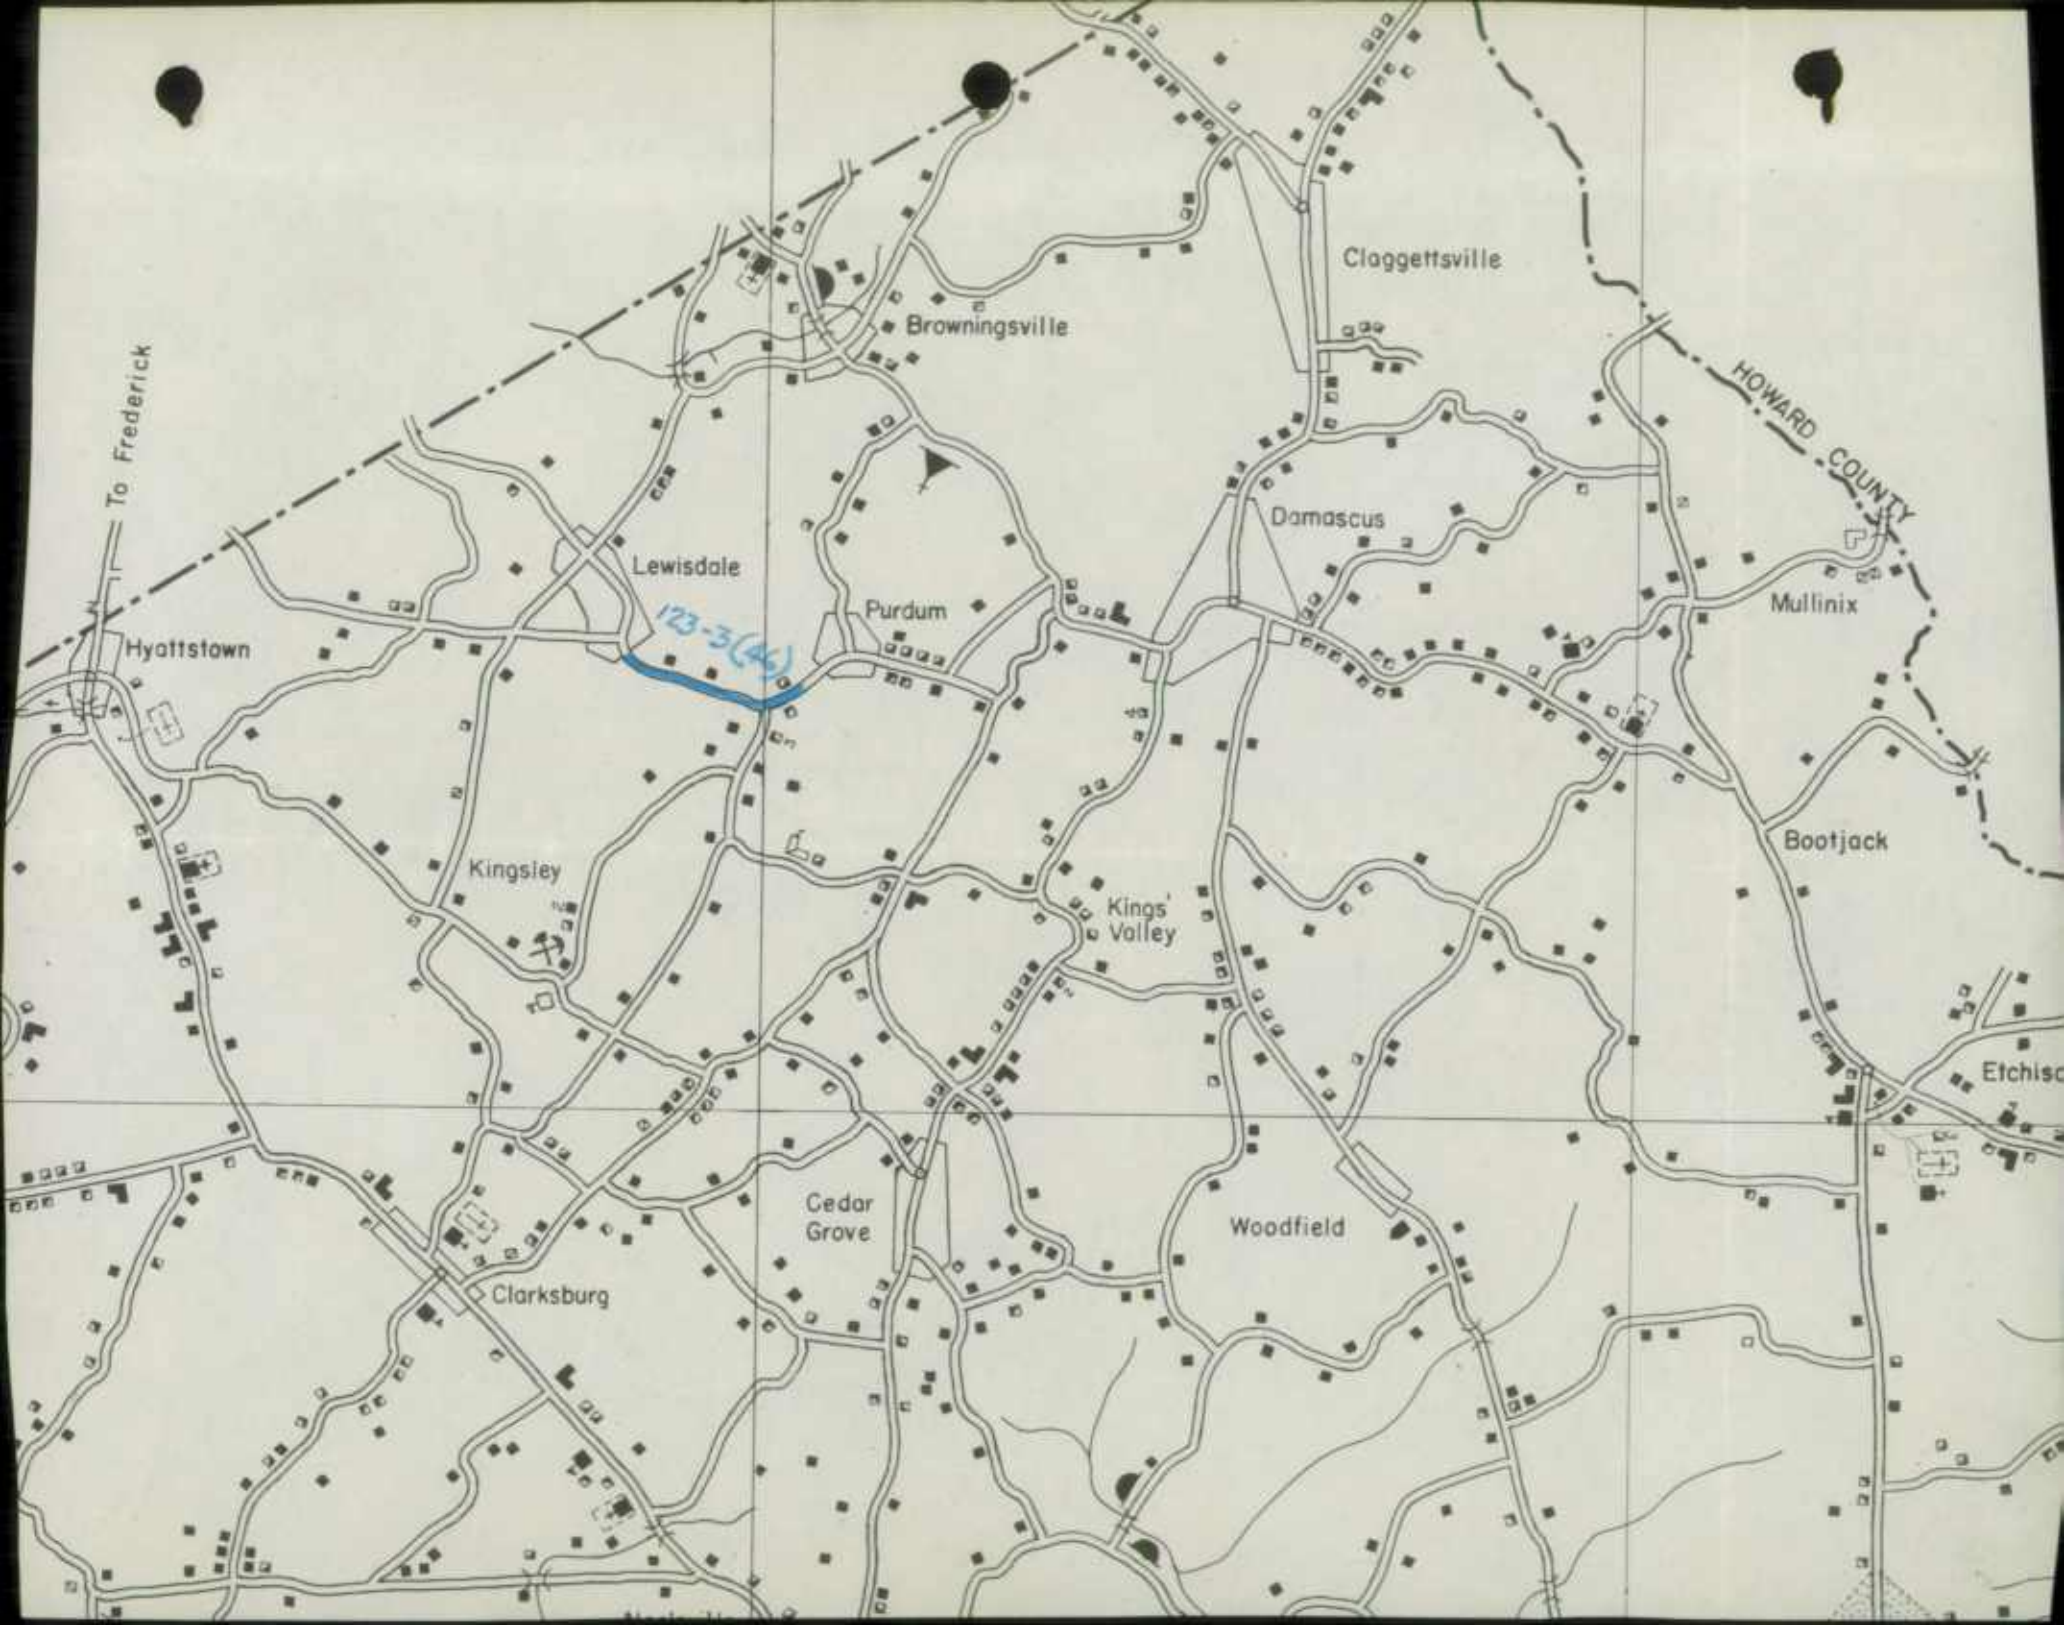 Claggettsville
Browningsville
To Frederick
HOWARD COUNTY
Damascus
Lewisdale
Purdum
Mullinix
123-3(46)
Hyattstown
Bootjack
Kingsley
Kings'
Valley
Etchiso
Cedar
Grove
Woodfield
Clarksburg